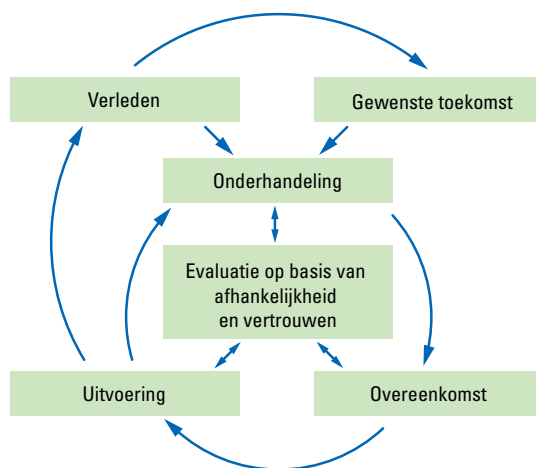 Verleden
Gewenste toekomst
Onderhandeling
Evaluatie op basis van
afhankelijkheid
en vertrouwen
Uitvoering
Overeenkomst